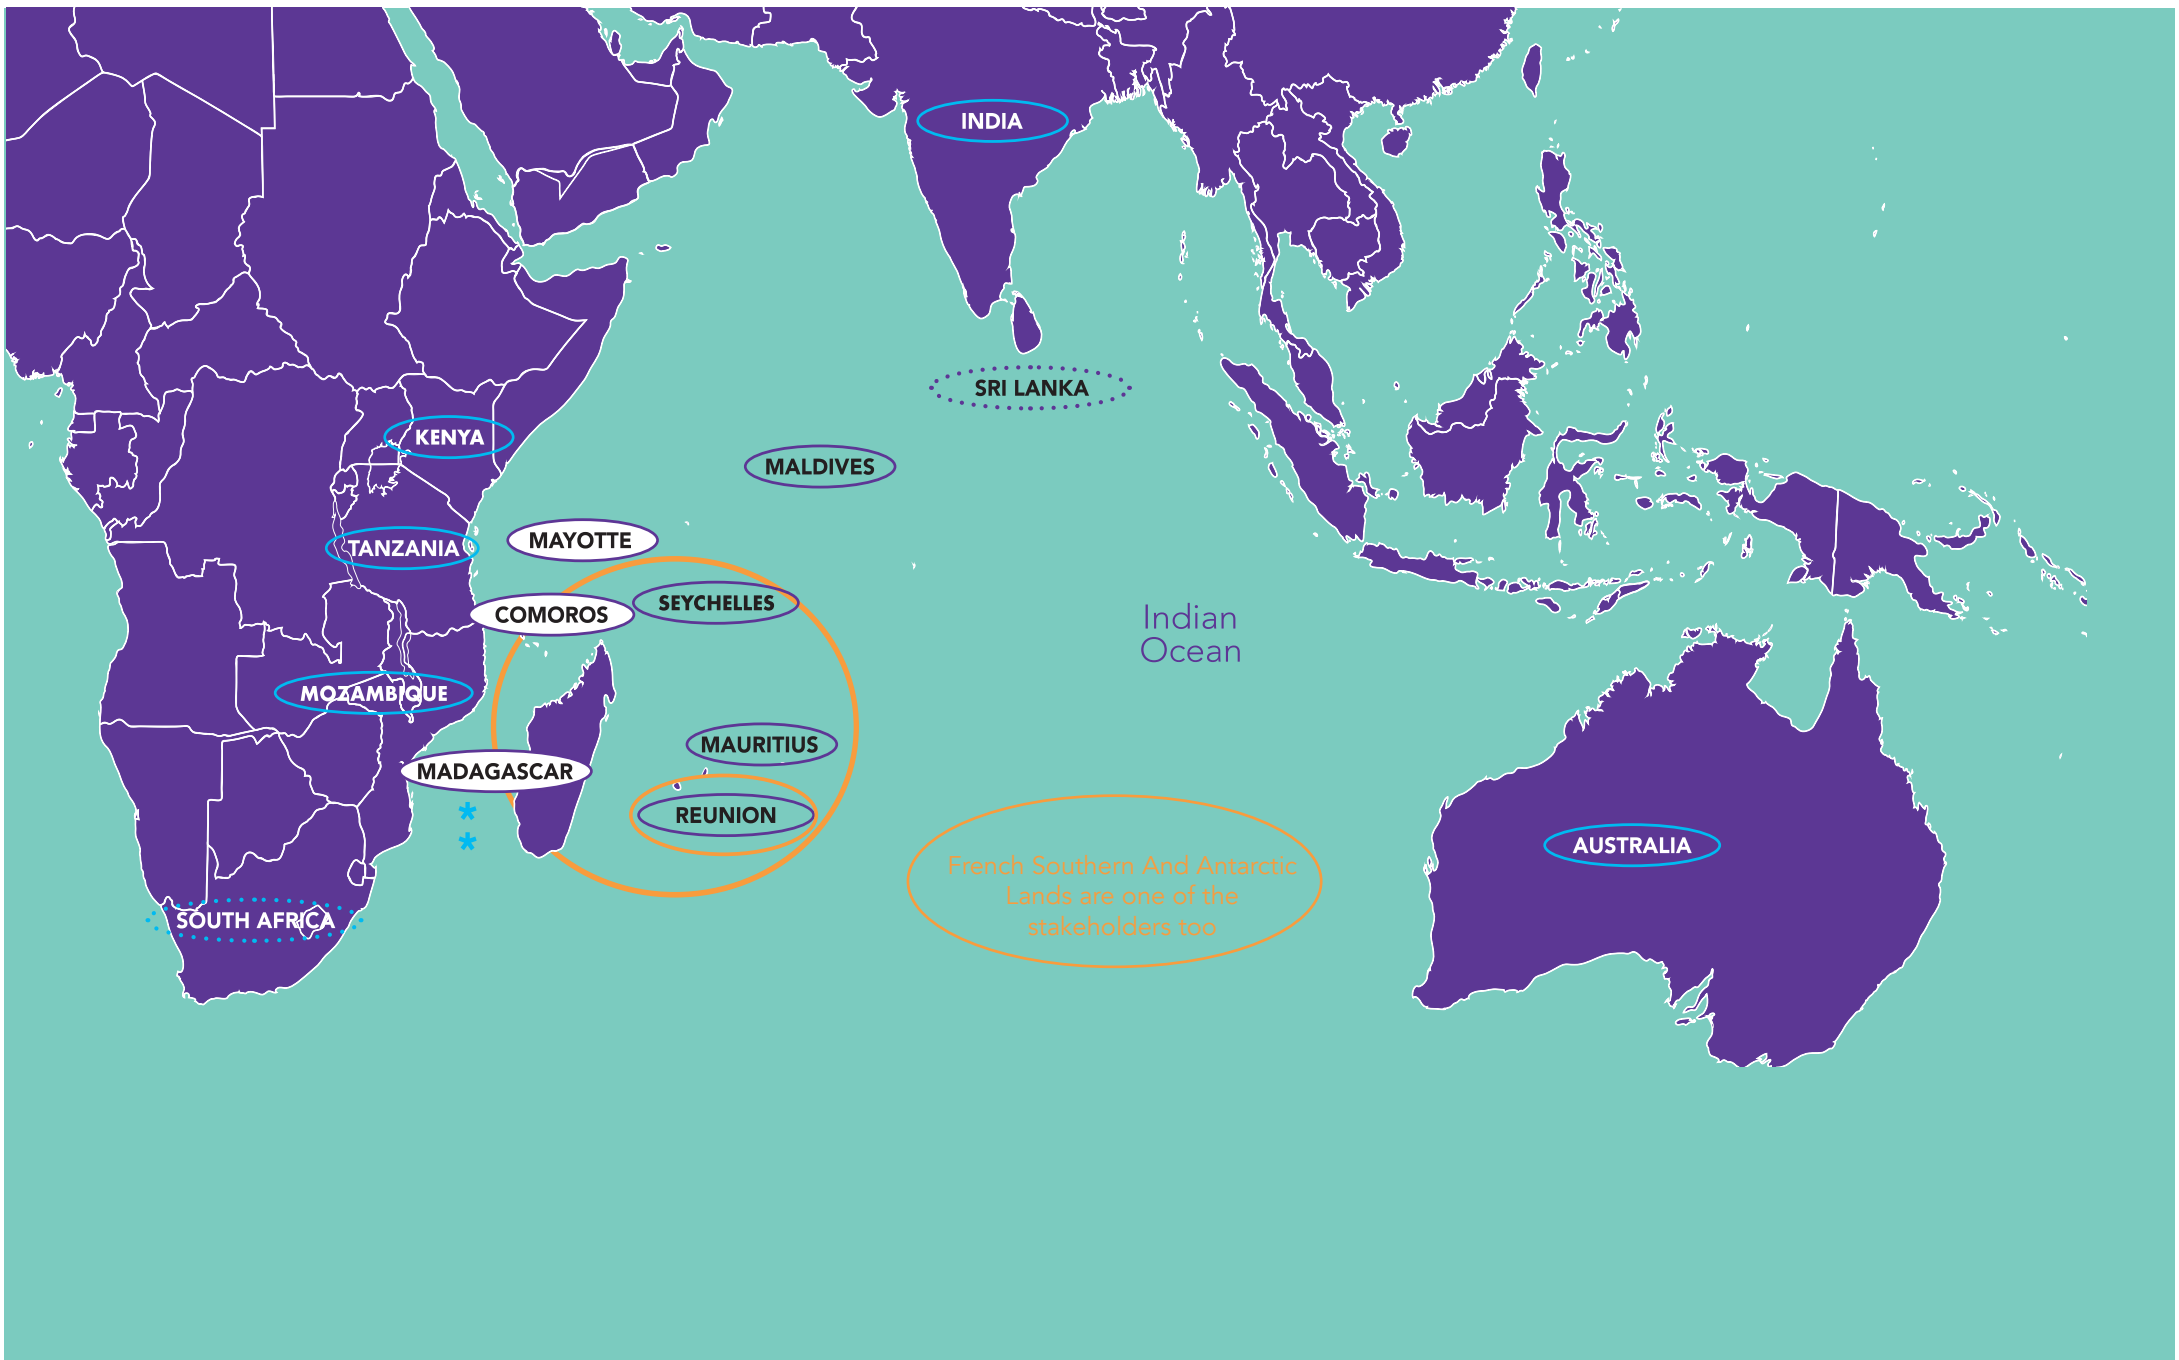 INDIA
SRI LANKA
KENYA
MALDIVES
MAYOTTE
TANZANIA
SEYCHELLES
COMOROS
Indian
Ocean
MOZAMBIQUE
MAURITIUS
MADAGASCAR
*
*
REUNION
AUSTRALIA
French Southern And Antarctic
Lands are one of the
stakeholders too
SOUTH AFRICA